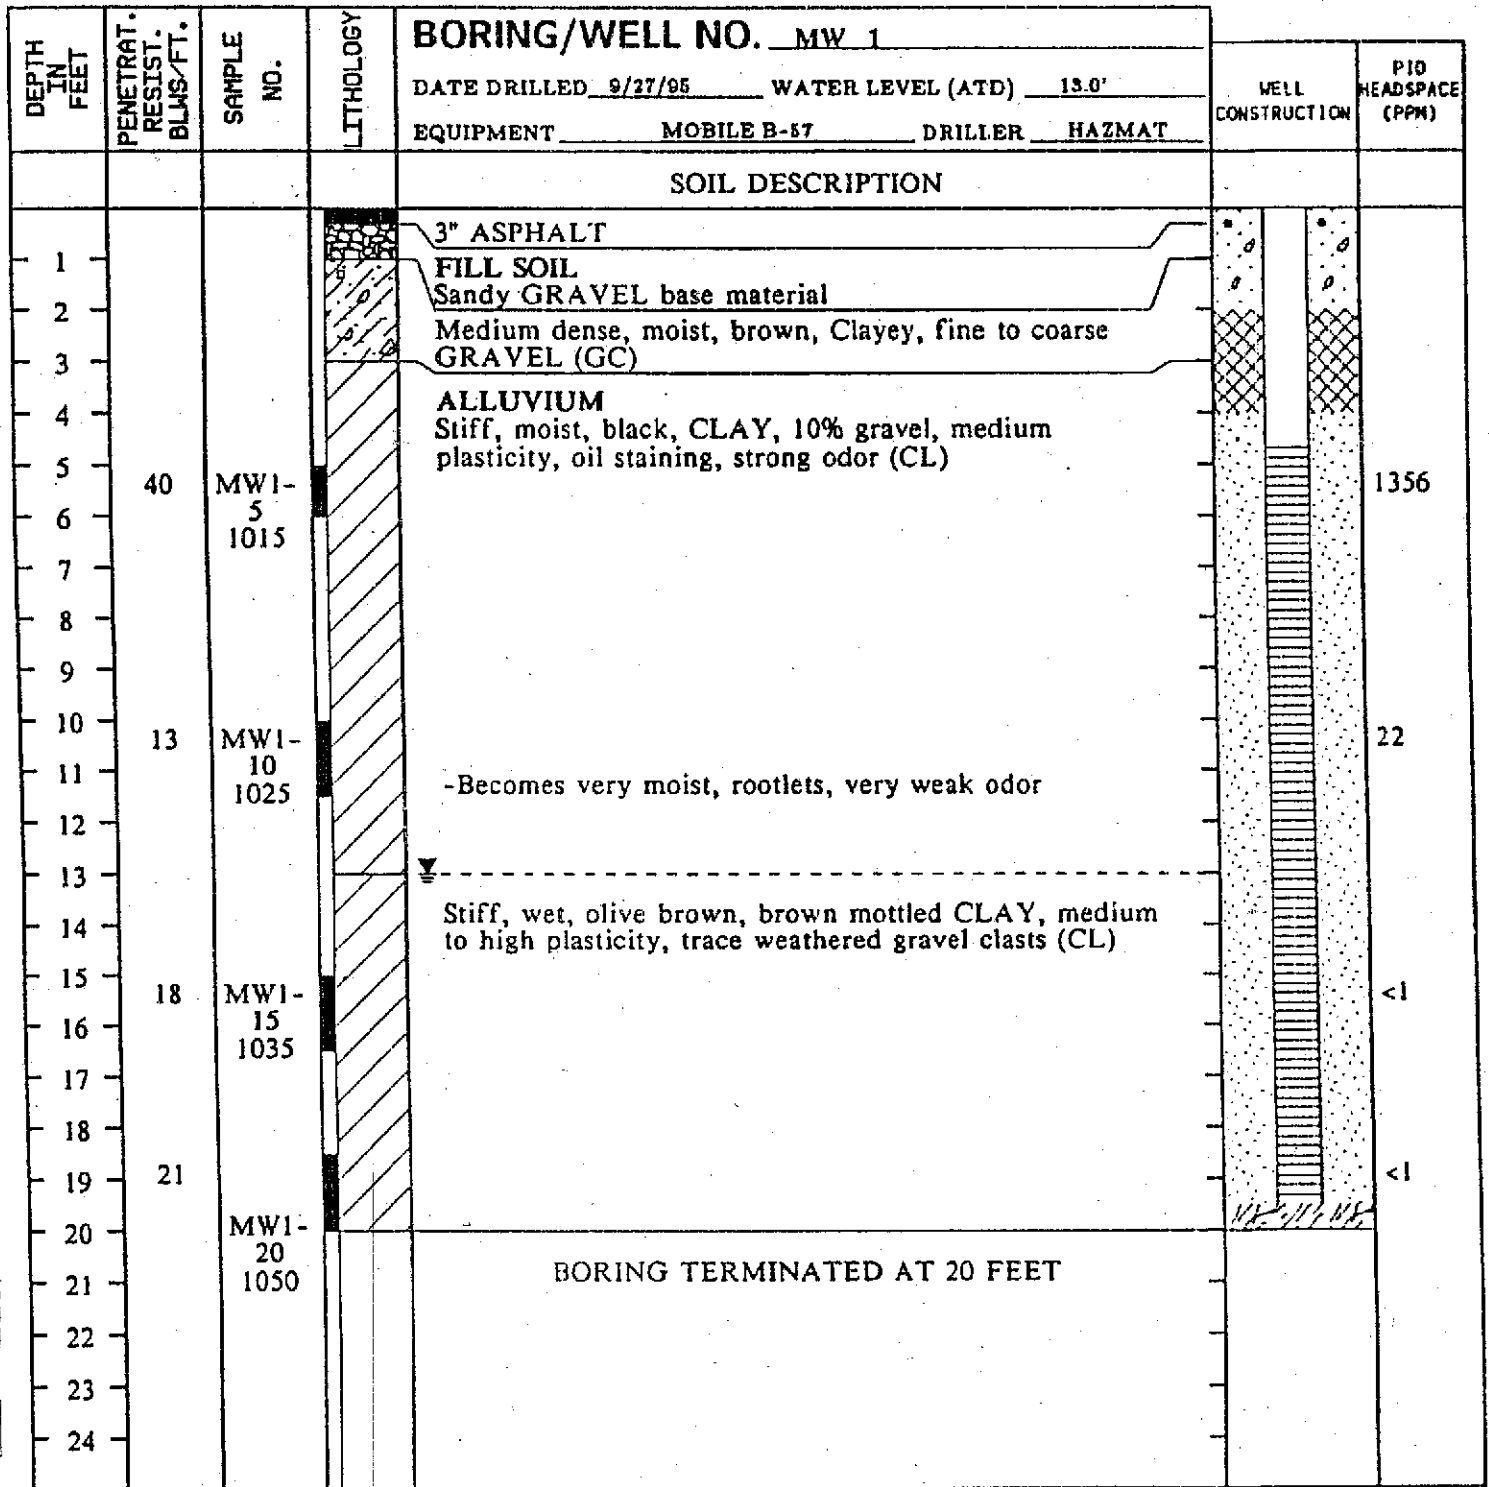 DEPTH
IN
FEET
PENETRAT.
RESIST.
BLWS/FT.
SAMPLE
NO.
LITHOLOGY
BORING/WELL NO. MW 1
DATE DRILLED 9/27/95 WATER LEVEL (ATD) 13.0'
EQUIPMENT MOBILE B-57 DRILLER HAZMAT
WELL
CONSTRUCTION
PID
HEADSPACE
(PPM)
SOIL DESCRIPTION
3" ASPHALT
1
FILL SOIL
Sandy GRAVEL base material
2
Medium dense, moist, brown, Clayey, fine to coarse
3
GRAVEL (GC)
ALLUVIUM
4
Stiff, moist, black, CLAY, 10% gravel, medium
plasticity, oil staining, strong odor (CL)
5
40 MW1- 1356
5
6
1015
7
8
9
10
13 MW1- 22
10
11
1025
-Becomes very moist, rootlets, very weak odor
12
13
Stiff, wet, olive brown, brown mottled CLAY, medium
14
to high plasticity, trace weathered gravel clasts (CL)
15
18 MW1- <1
15
16
1035
17
18
19 21 <1
20 MW1-
20
1050
BORING TERMINATED AT 20 FEET
21
22
23
24